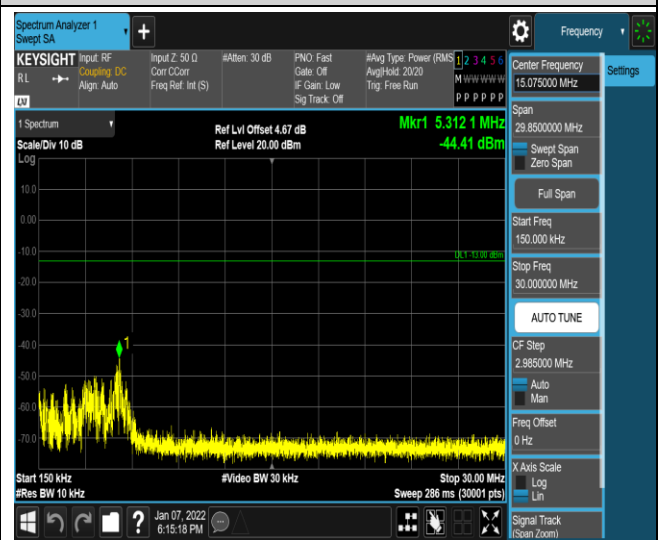 Spectrum Analyzer 1
Swept SA
+
Frequency
KEYSIGHT
RL
LXI
Input: RF
Coupling: DC
Align: Auto
Input Z: 50 Ω
Corr CCorr
Freq Ref: Int (S)
#Atten: 30 dB
PNO: Fast
Gate: Off
IF Gain: Low
Sig Track: Off
#Avg Type: Power (RMS
Avg|Hold: 20/20
Trig: Free Run
1 2 3 4 5 6
M W W W W W
P P P P P P
Center Frequency
15.075000 MHz
Settings
Span
29.8500000 MHz
Swept Span
Zero Span
Full Span
Start Freq
150.000 kHz
Stop Freq
30.000000 MHz
AUTO TUNE
CF Step
2.985000 MHz
Auto
Man
Freq Offset
0 Hz
X Axis Scale
Log
Lin
Signal Track
(Span Zoom)
1 Spectrum
Scale/Div 10 dB
Log
Ref Lvl Offset 4.67 dB
Ref Level 20.00 dBm
Mkr1 5.312 1 MHz
-44.41 dBm
10.0
0.00
-10.0
DL1 -13.00 dBm
-20.0
-30.0
-40.0
1
-50.0
-60.0
-70.0
Start 150 kHz
#Video BW 30 kHz
Stop 30.00 MHz
#Res BW 10 kHz
Sweep 286 ms (30001 pts)
?
Jan 07, 2022
6:15:18 PM